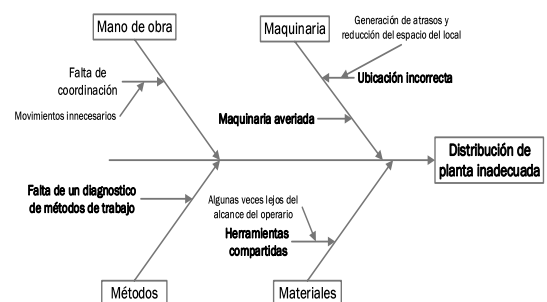 Mano de obra
Maquinaria
Generación de atrasos y
reducción del espacio del local
Falta de
coordinación
Ubicación incorrecta
Movimientos innecesarios
Maquinaria averiada
Distribución de
planta inadecuada
Falta de un diagnostico
de métodos de trabajo
Algunas veces lejos del
alcance del operario
Herramientas
compartidas
Métodos
Materiales